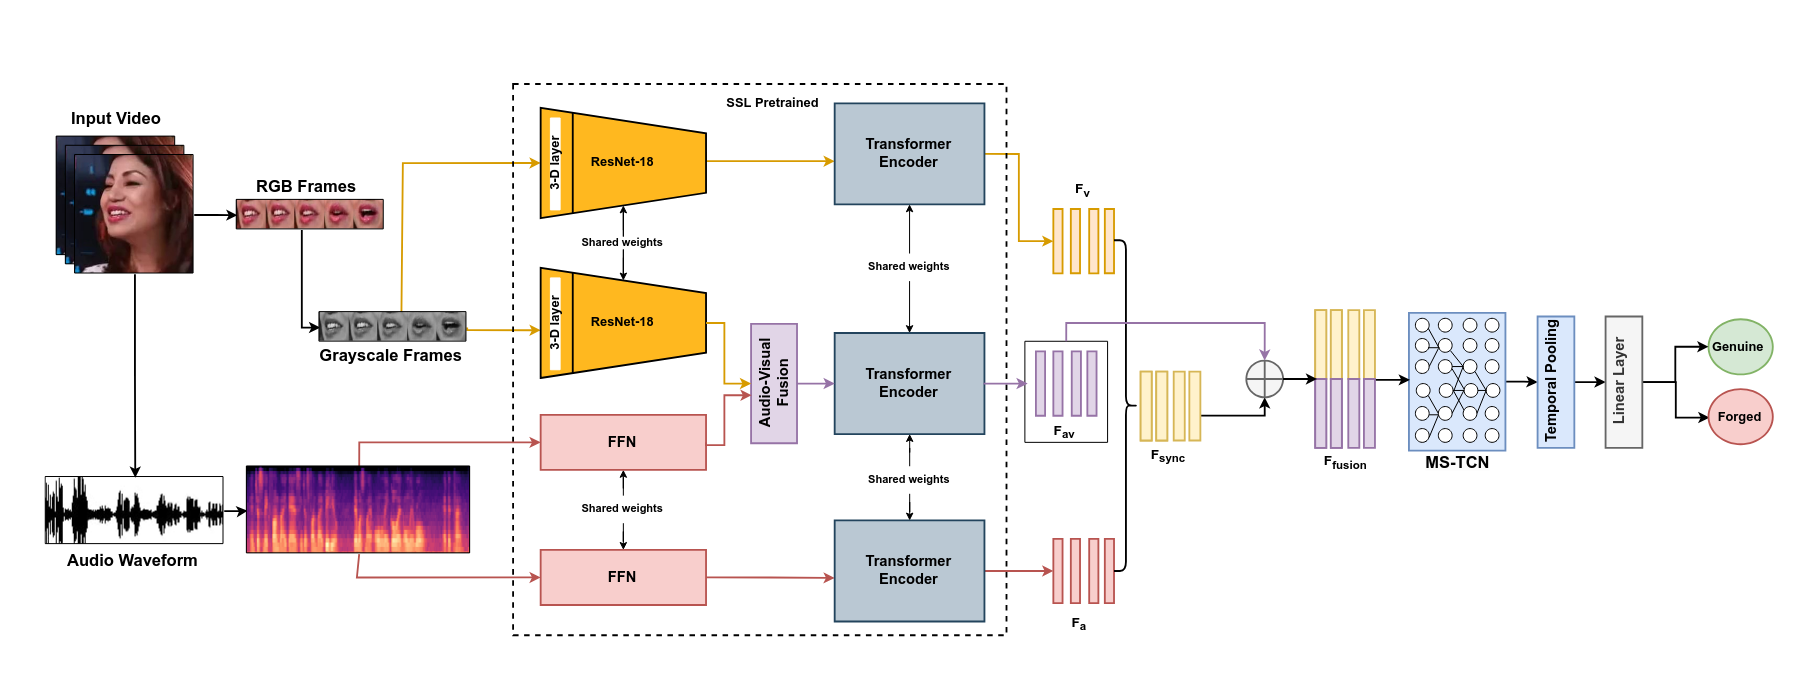 Input Video
RGB Frames
Grayscale Frames
Audio Waveform
SSL Pretrained
3-D layer
ResNet-18
Shared weights
3-D layer
ResNet-18
FFN
Shared weights
FFN
Audio-Visual
Fusion
Transformer
Encoder
Shared weights
Transformer
Encoder
Shared weights
Transformer
Encoder
Fv
Fav
Fa
Fsync
Ffusion
MS-TCN
Temporal Pooling
Linear Layer
Genuine
Forged